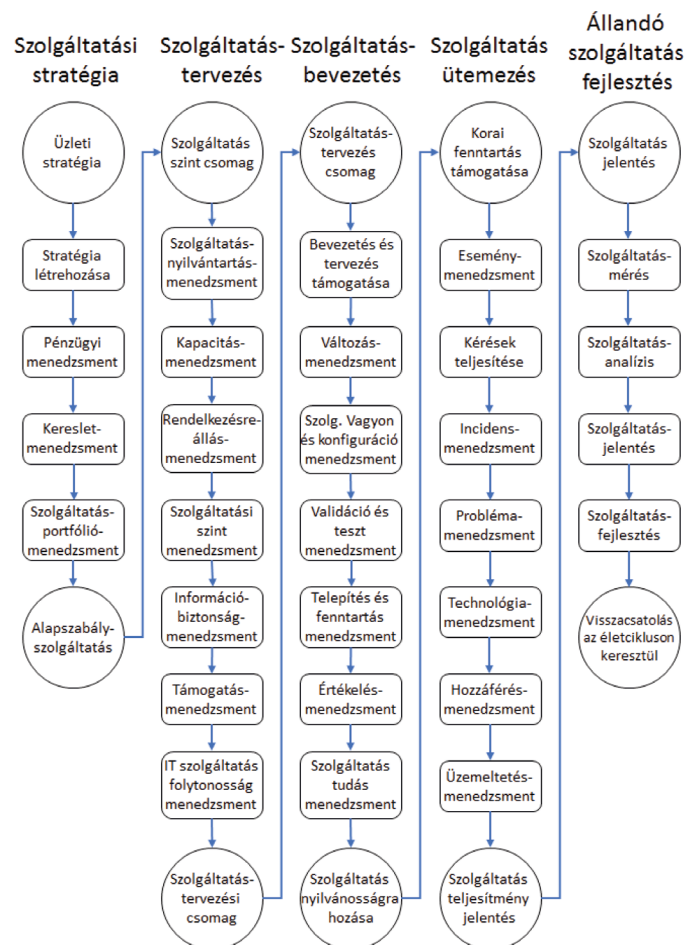 Szolgáltatási
stratégia
Üzleti
stratégia
Stratégia
létrehozása
Pénzügyi
menedzsment
Kereslet-
menedzsment
Szolgáltatás-
portfólió-
menedzsment
Alapszabály-
szolgáltatás
Szolgáltatás-
tervezés
Szolgáltatás
szint csomag
Szolgáltatás-
nyilvántartás-
menedzsment
Kapacitás-
menedzsment
Rendelkezésre-
állás-
menedzsment
Szolgáltatási
szint
menedzsment
Információ-
biztonság-
menedzsment
Támogatás-
menedzsment
IT szolgáltatás
folytonosság
menedzsment
Szolgáltatás-
tervezési
csomag
Szolgáltatás-
bevezetés
Szolgáltatás-
tervezés
csomag
Bevezetés és
tervezés
támogatása
Változás-
menedzsment
Szolg. Vagyon
és konfiguráció
menedzsment
Validáció és
teszt
menedzsment
Telepítés és
fenntartás
menedzsment
Értékelés-
menedzsment
Szolgáltatás
tudás
menedzsment
Szolgáltatás
nyilvánosságra
hozása
Szolgáltatás
ütemezés
Korai
fenntartás
támogatása
Esemény-
menedzsment
Kérések
teljesítése
Incidens-
menedzsment
Probléma-
menedzsment
Technológia-
menedzsment
Hozzáférés-
menedzsment
Üzemeltetés-
menedzsment
Szolgáltatás
teljesítmény
jelentés
Állandó
szolgáltatás
fejlesztés
Szolgáltatás
jelentés
Szolgáltatás-
mérés
Szolgáltatás-
analízis
Szolgáltatás-
jelentés
Szolgáltatás-
fejlesztés
Visszacsatolás
az életcikluson
keresztül